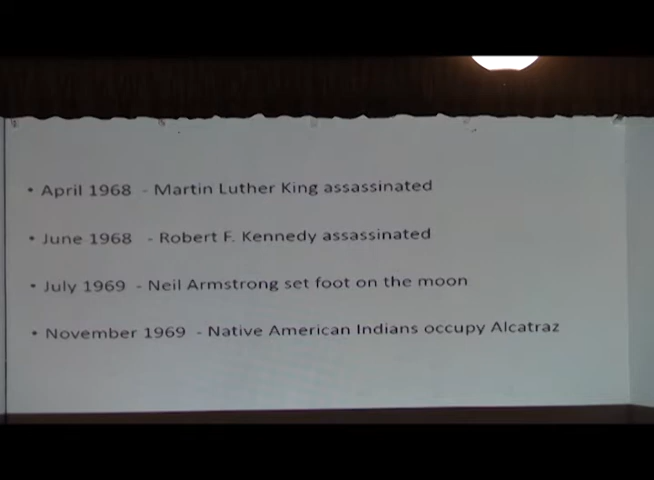 • April 1968 - Martin Luther King assassinated
• June 1968 - Robert F. Kennedy assassinated
• July 1969 - Neil Armstrong set foot on the moon
• November 1969 - Native American Indians occupy Alcatraz